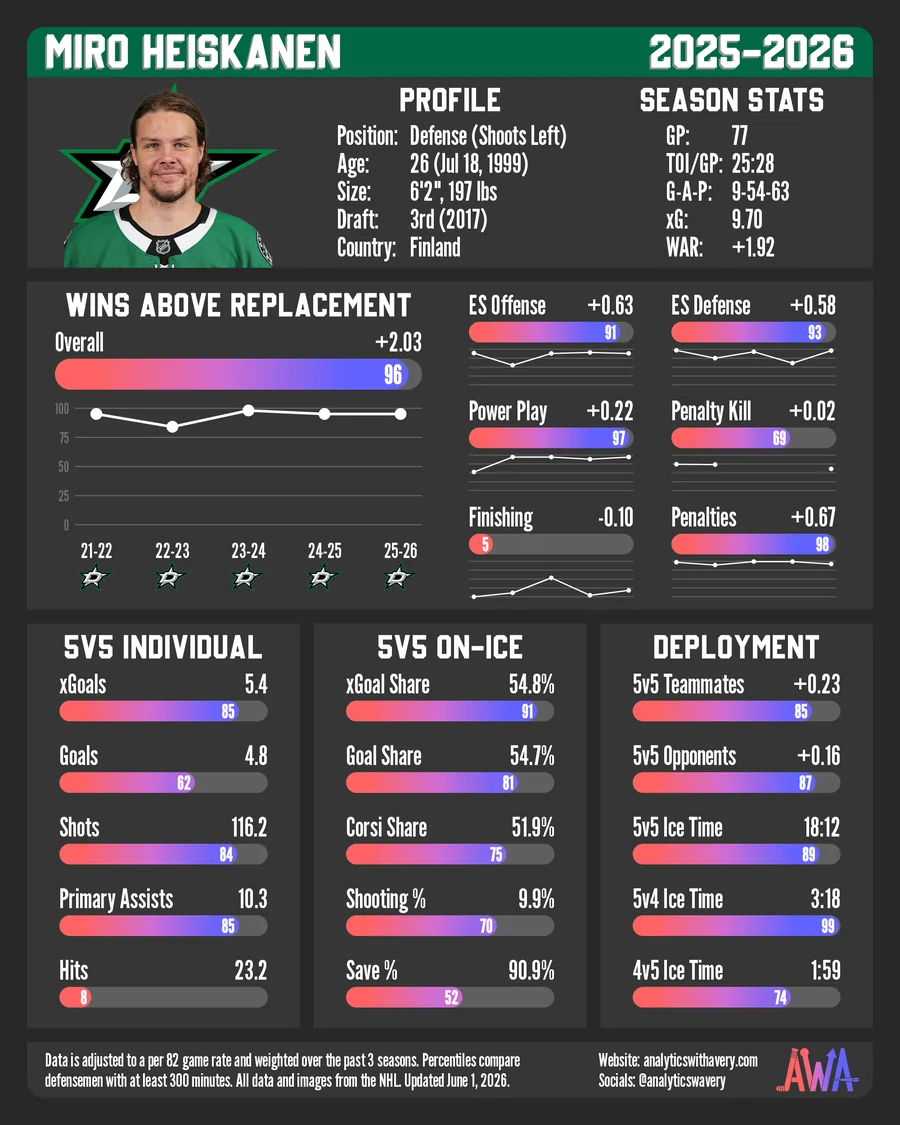 MIRO HEISKANEN 2025-2026
PROFILE
Position: Defense (Shoots Left)
Age: 26 (Jul 18, 1999)
Size: 6'2", 197 lbs
Draft: 3rd (2017)
Country: Finland
SEASON STATS
GP: 77
TOI/GP: 25:28
G-A-P: 9-54-63
xG: 9.70
WAR: +1.92
WINS ABOVE REPLACEMENT
Overall +2.03
96
100
75
50
25
0
21-22 22-23 23-24 24-25 25-26
ES Offense +0.63
91
ES Defense +0.58
93
Power Play +0.22
97
Penalty Kill +0.02
69
Finishing -0.10
5
Penalties +0.67
98
5V5 INDIVIDUAL
xGoals 5.4
85
Goals 4.8
62
Shots 116.2
84
Primary Assists 10.3
85
Hits 23.2
8
5V5 ON-ICE
xGoal Share 54.8%
91
Goal Share 54.7%
81
Corsi Share 51.9%
75
Shooting % 9.9%
70
Save % 90.9%
52
DEPLOYMENT
5v5 Teammates +0.23
85
5v5 Opponents +0.16
87
5v5 Ice Time 18:12
89
5v4 Ice Time 3:18
99
4v5 Ice Time 1:59
74
Data is adjusted to a per 82 game rate and weighted over the past 3 seasons. Percentiles compare
defensemen with at least 300 minutes. All data and images from the NHL. Updated June 1, 2026.
Website: analyticswithavery.com
Socials: @analyticswavery
AWA